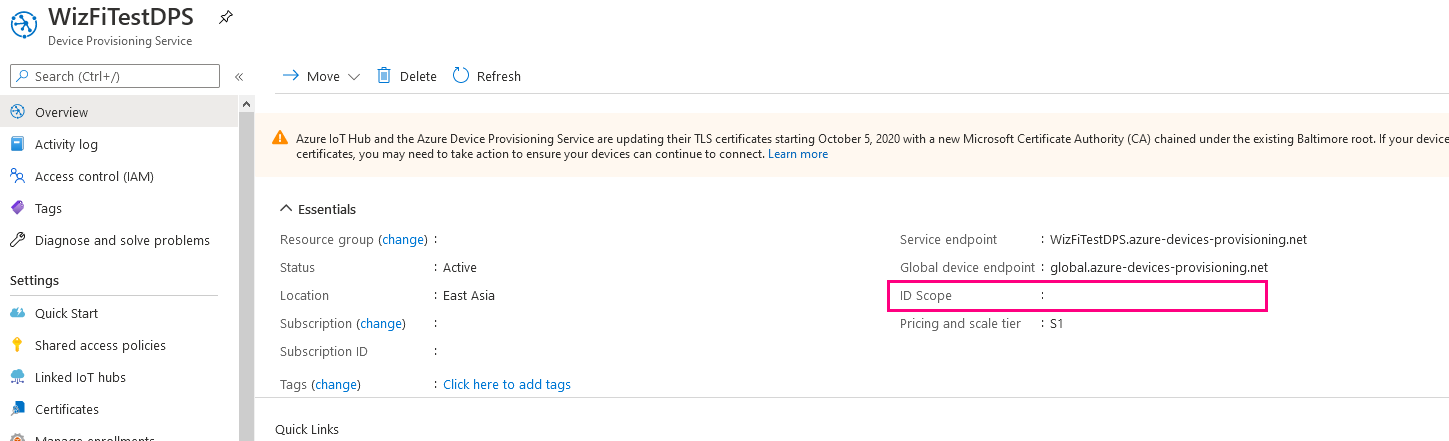 WizFiTestDPS
Device Provisioning Service
Search (Ctrl+/)
«
Overview
Activity log
Access control (IAM)
Tags
Diagnose and solve problems
Settings
Quick Start
Shared access policies
Linked IoT hubs
Certificates
Manage enrollments
Move
Delete
Refresh
Azure IoT Hub and the Azure Device Provisioning Service are updating their TLS certificates starting October 5, 2020 with a new Microsoft Certificate Authority (CA) chained under the existing Baltimore root. If your device
certificates, you may need to take action to ensure your devices can continue to connect. Learn more
Essentials
Resource group (change) :
Status : Active
Location : East Asia
Subscription (change) :
Subscription ID :
Tags (change) : Click here to add tags
Service endpoint : WizFiTestDPS.azure-devices-provisioning.net
Global device endpoint : global.azure-devices-provisioning.net
ID Scope :
Pricing and scale tier : S1
Quick Links